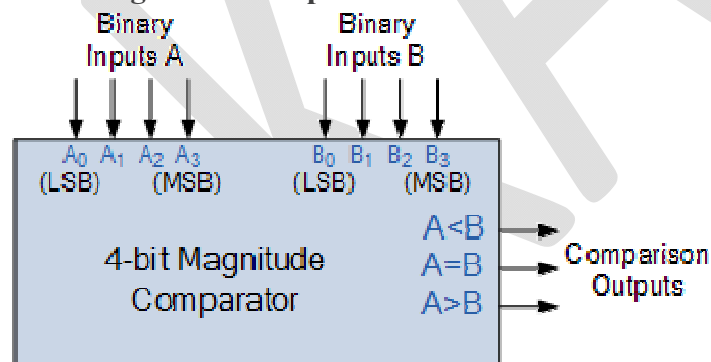 Binary Binary
Inputs A Inputs B
A0 A1 A2 A3 B0 B1 B2 B3
(LSB) (MSB) (LSB) (MSB)
A<B
4-bit Magnitude A=B Comparison
Comparator A>B Outputs